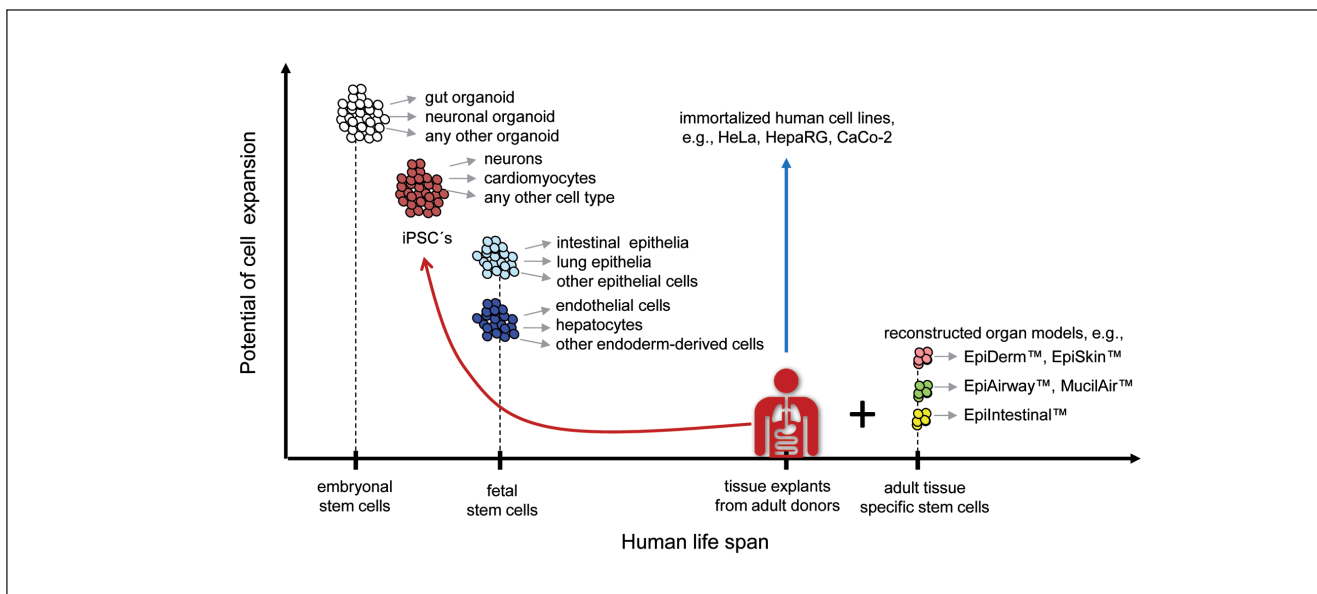 Potential of cell expansion
gut organoid
neuronal organoid
any other organoid
neurons
cardiomyocytes
any other cell type
iPSC´s
intestinal epithelia
lung epithelia
other epithelial cells
endothelial cells
hepatocytes
other endoderm-derived cells
immortalized human cell lines,
e.g., HeLa, HepaRG, CaCo-2
reconstructed organ models, e.g.,
EpiDerm™, EpiSkin™
EpiAirway™, MucilAir™
EpiIntestinal™
+
embryonal
stem cells
fetal
stem cells
tissue explants
from adult donors
adult tissue
specific stem cells
Human life span